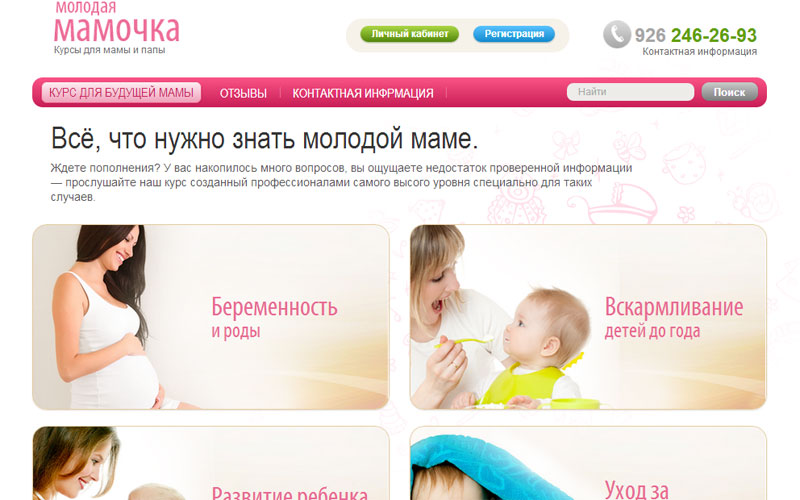 молодая
мамочка
Курсы для мамы и папы
Личный кабинет
Регистрация
926 246-26-93
Контактная информация
КУРС ДЛЯ БУДУЩЕЙ МАМЫ
ОТЗЫВЫ
КОНТАКТНАЯ ИНФРМАЦИЯ
Найти
Поиск
Всё, что нужно знать молодой маме.
Ждете пополнения? У вас накопилось много вопросов, вы ощущаете недостаток проверенной информации
— прослушайте наш курс созданный профессионалами самого высого уровня специально для таких
случаев.
Беременность
и роды
Вскармливание
детей до года
Развитие ребенка
Уход за